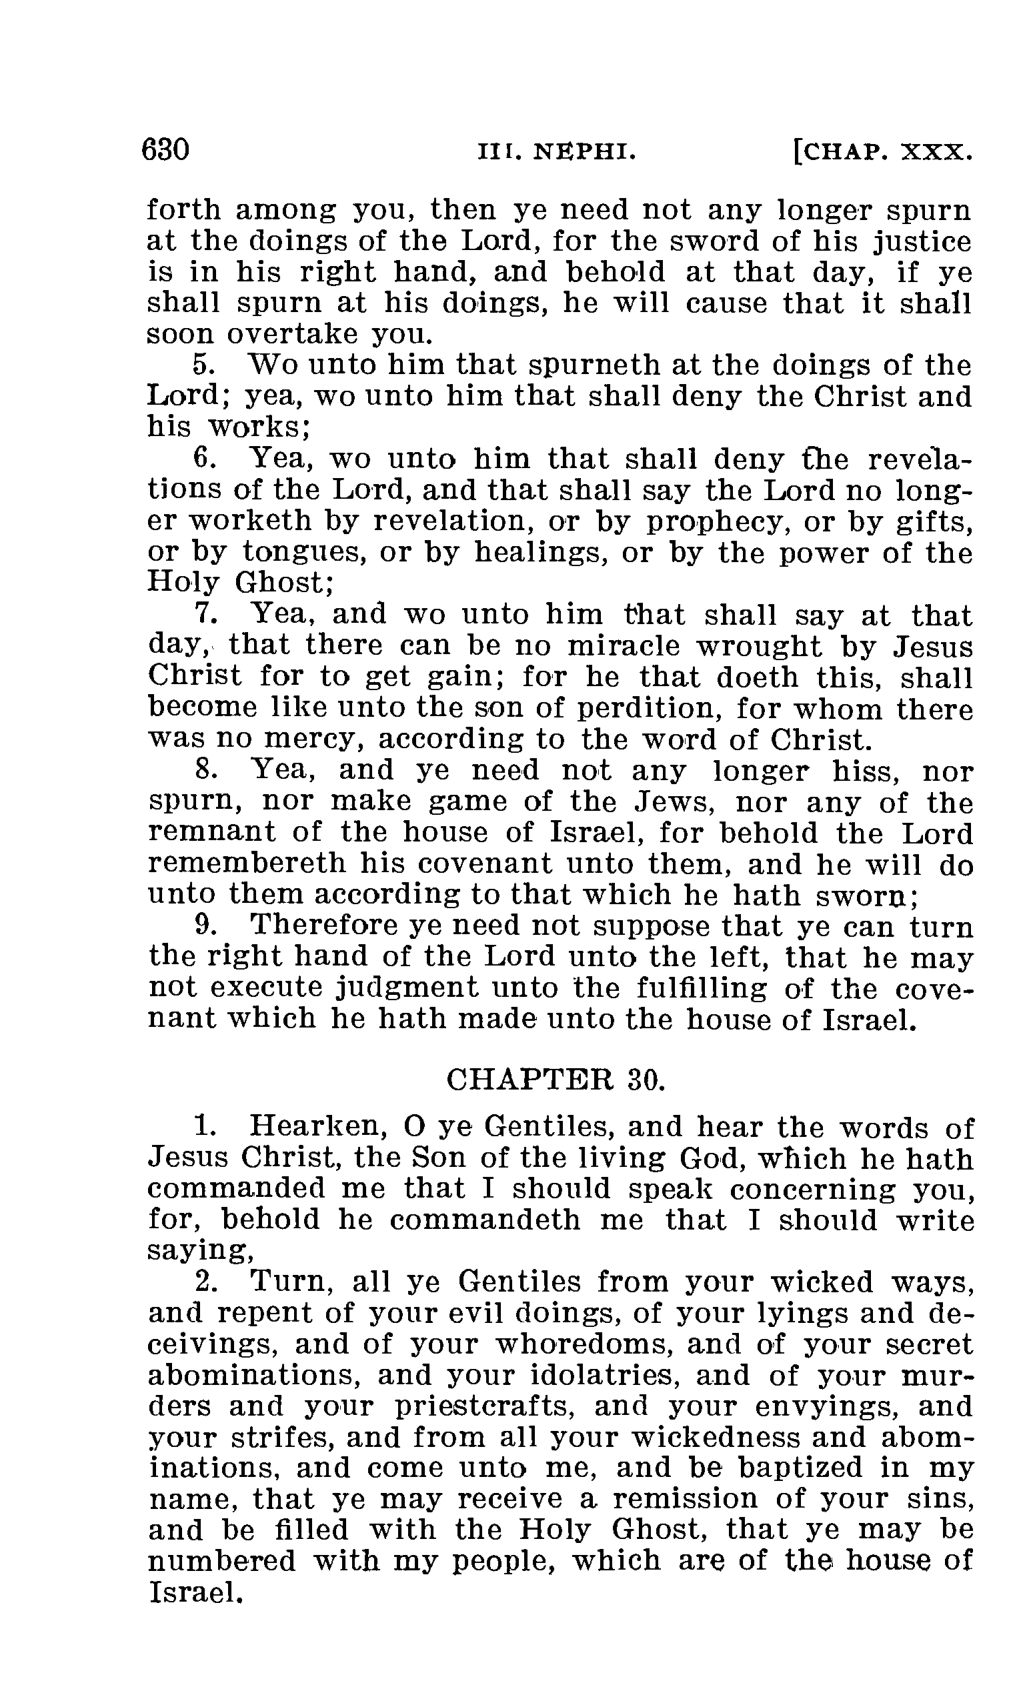 630 III. NEPHI. [CHAP. XXX.
forth among you, then ye need not any longer spurn
at the doings of the Lord, for the sword of his justice
is in his right hand, and behold at that day, if ye
shall spurn at his doings, he will cause that it shall
soon overtake you.
5. Wo unto him that spurneth at the doings of the
Lord; yea, wo unto him that shall deny the Christ and
his works;
6. Yea, wo unto him that shall deny the revela-
tions of the Lord, and that shall say the Lord no long-
er worketh by revelation, or by prophecy, or by gifts,
or by tongues, or by healings, or by the power of the
Holy Ghost;
7. Yea, and wo unto him that shall say at that
day, that there can be no miracle wrought by Jesus
Christ for to get gain; for he that doeth this, shall
become like unto the son of perdition, for whom there
was no mercy, according to the word of Christ.
8. Yea, and ye need not any longer hiss, nor
spurn, nor make game of the Jews, nor any of the
remnant of the house of Israel, for behold the Lord
remembereth his covenant unto them, and he will do
unto them according to that which he hath sworn;
9. Therefore ye need not suppose that ye can turn
the right hand of the Lord unto the left, that he may
not execute judgment unto the fulfilling of the cove-
nant which he hath made unto the house of Israel.
CHAPTER 30.
1. Hearken, O ye Gentiles, and hear the words of
Jesus Christ, the Son of the living God, which he hath
commanded me that I should speak concerning you,
for, behold he commandeth me that I should write
saying,
2. Turn, all ye Gentiles from your wicked ways,
and repent of your evil doings, of your lyings and de-
ceivings, and of your whoredoms, and of your secret
abominations, and your idolatries, and of your mur-
ders and your priestcrafts, and your envyings, and
your strifes, and from all your wickedness and abom-
inations, and come unto me, and be baptized in my
name, that ye may receive a remission of your sins,
and be filled with the Holy Ghost, that ye may be
numbered with my people, which are of the house of
Israel.